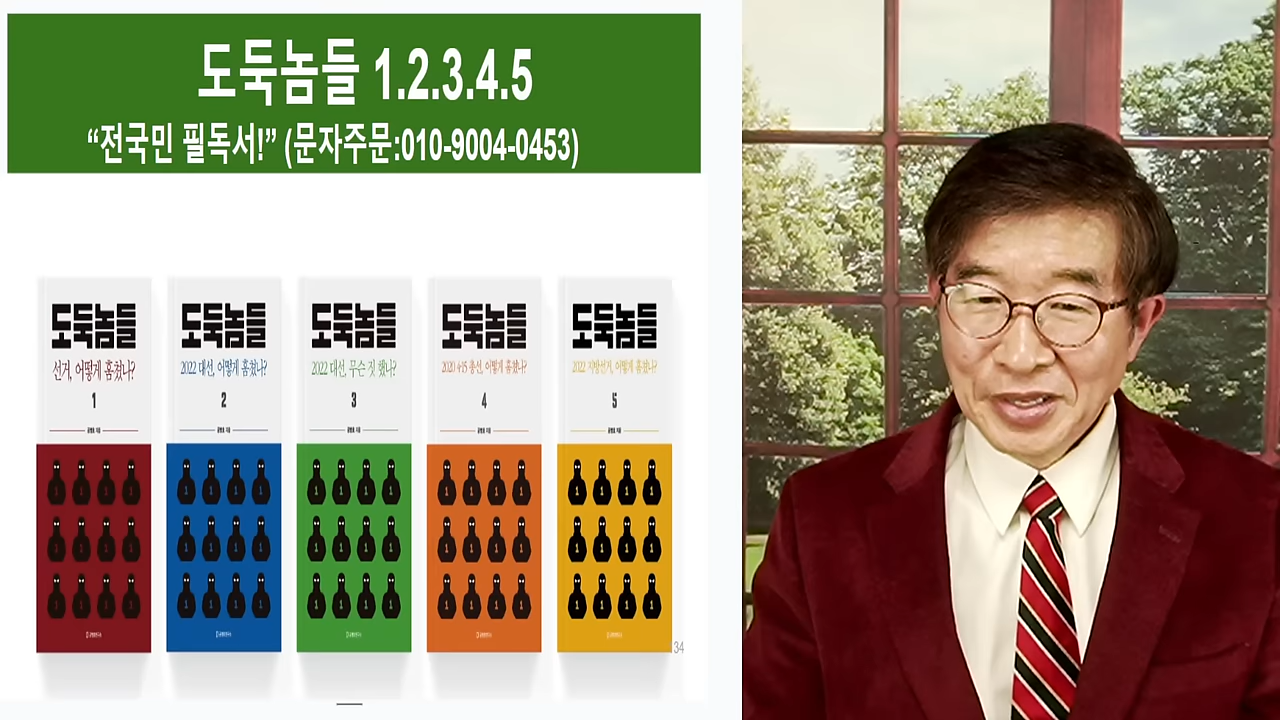 도둑놈들 1.2.3.4.5
“전국민 필독서!” (문자주문:010-9004-0453)
도둑놈들
선거, 어떻게 훔쳤나?
1
도둑놈들
2022 대선, 어떻게 훔쳤나?
2
도둑놈들
2022 대선, 무슨 짓 했나?
3
도둑놈들
2020 4·15 총선, 어떻게 훔쳤나?
4
도둑놈들
2022 지방선거, 어떻게 훔쳤나?
5
34